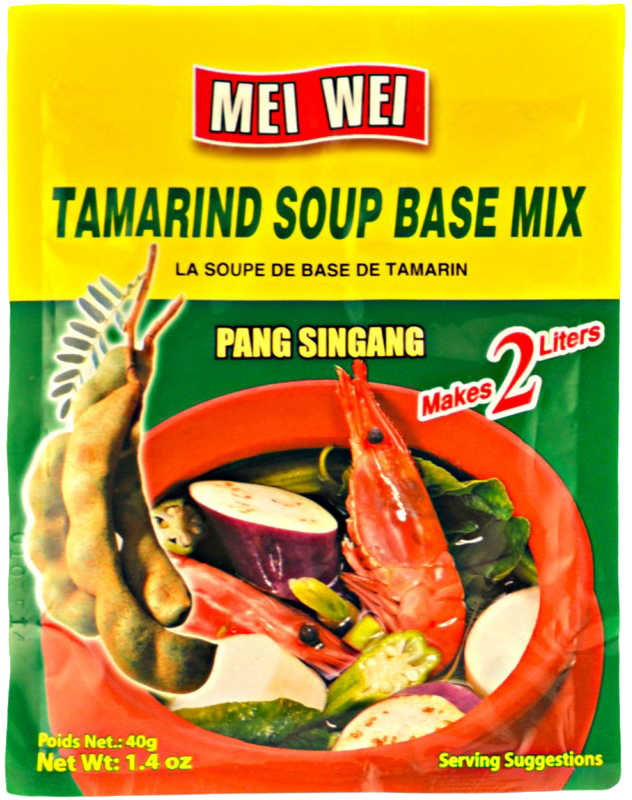 MEI WEI
TAMARIND SOUP BASE MIX
LA SOUPE DE BASE DE TAMARIN
PANG SINGANG
Makes 2 Liters
Poids Net.: 40g
Net Wt: 1.4 oz
Serving Suggestions